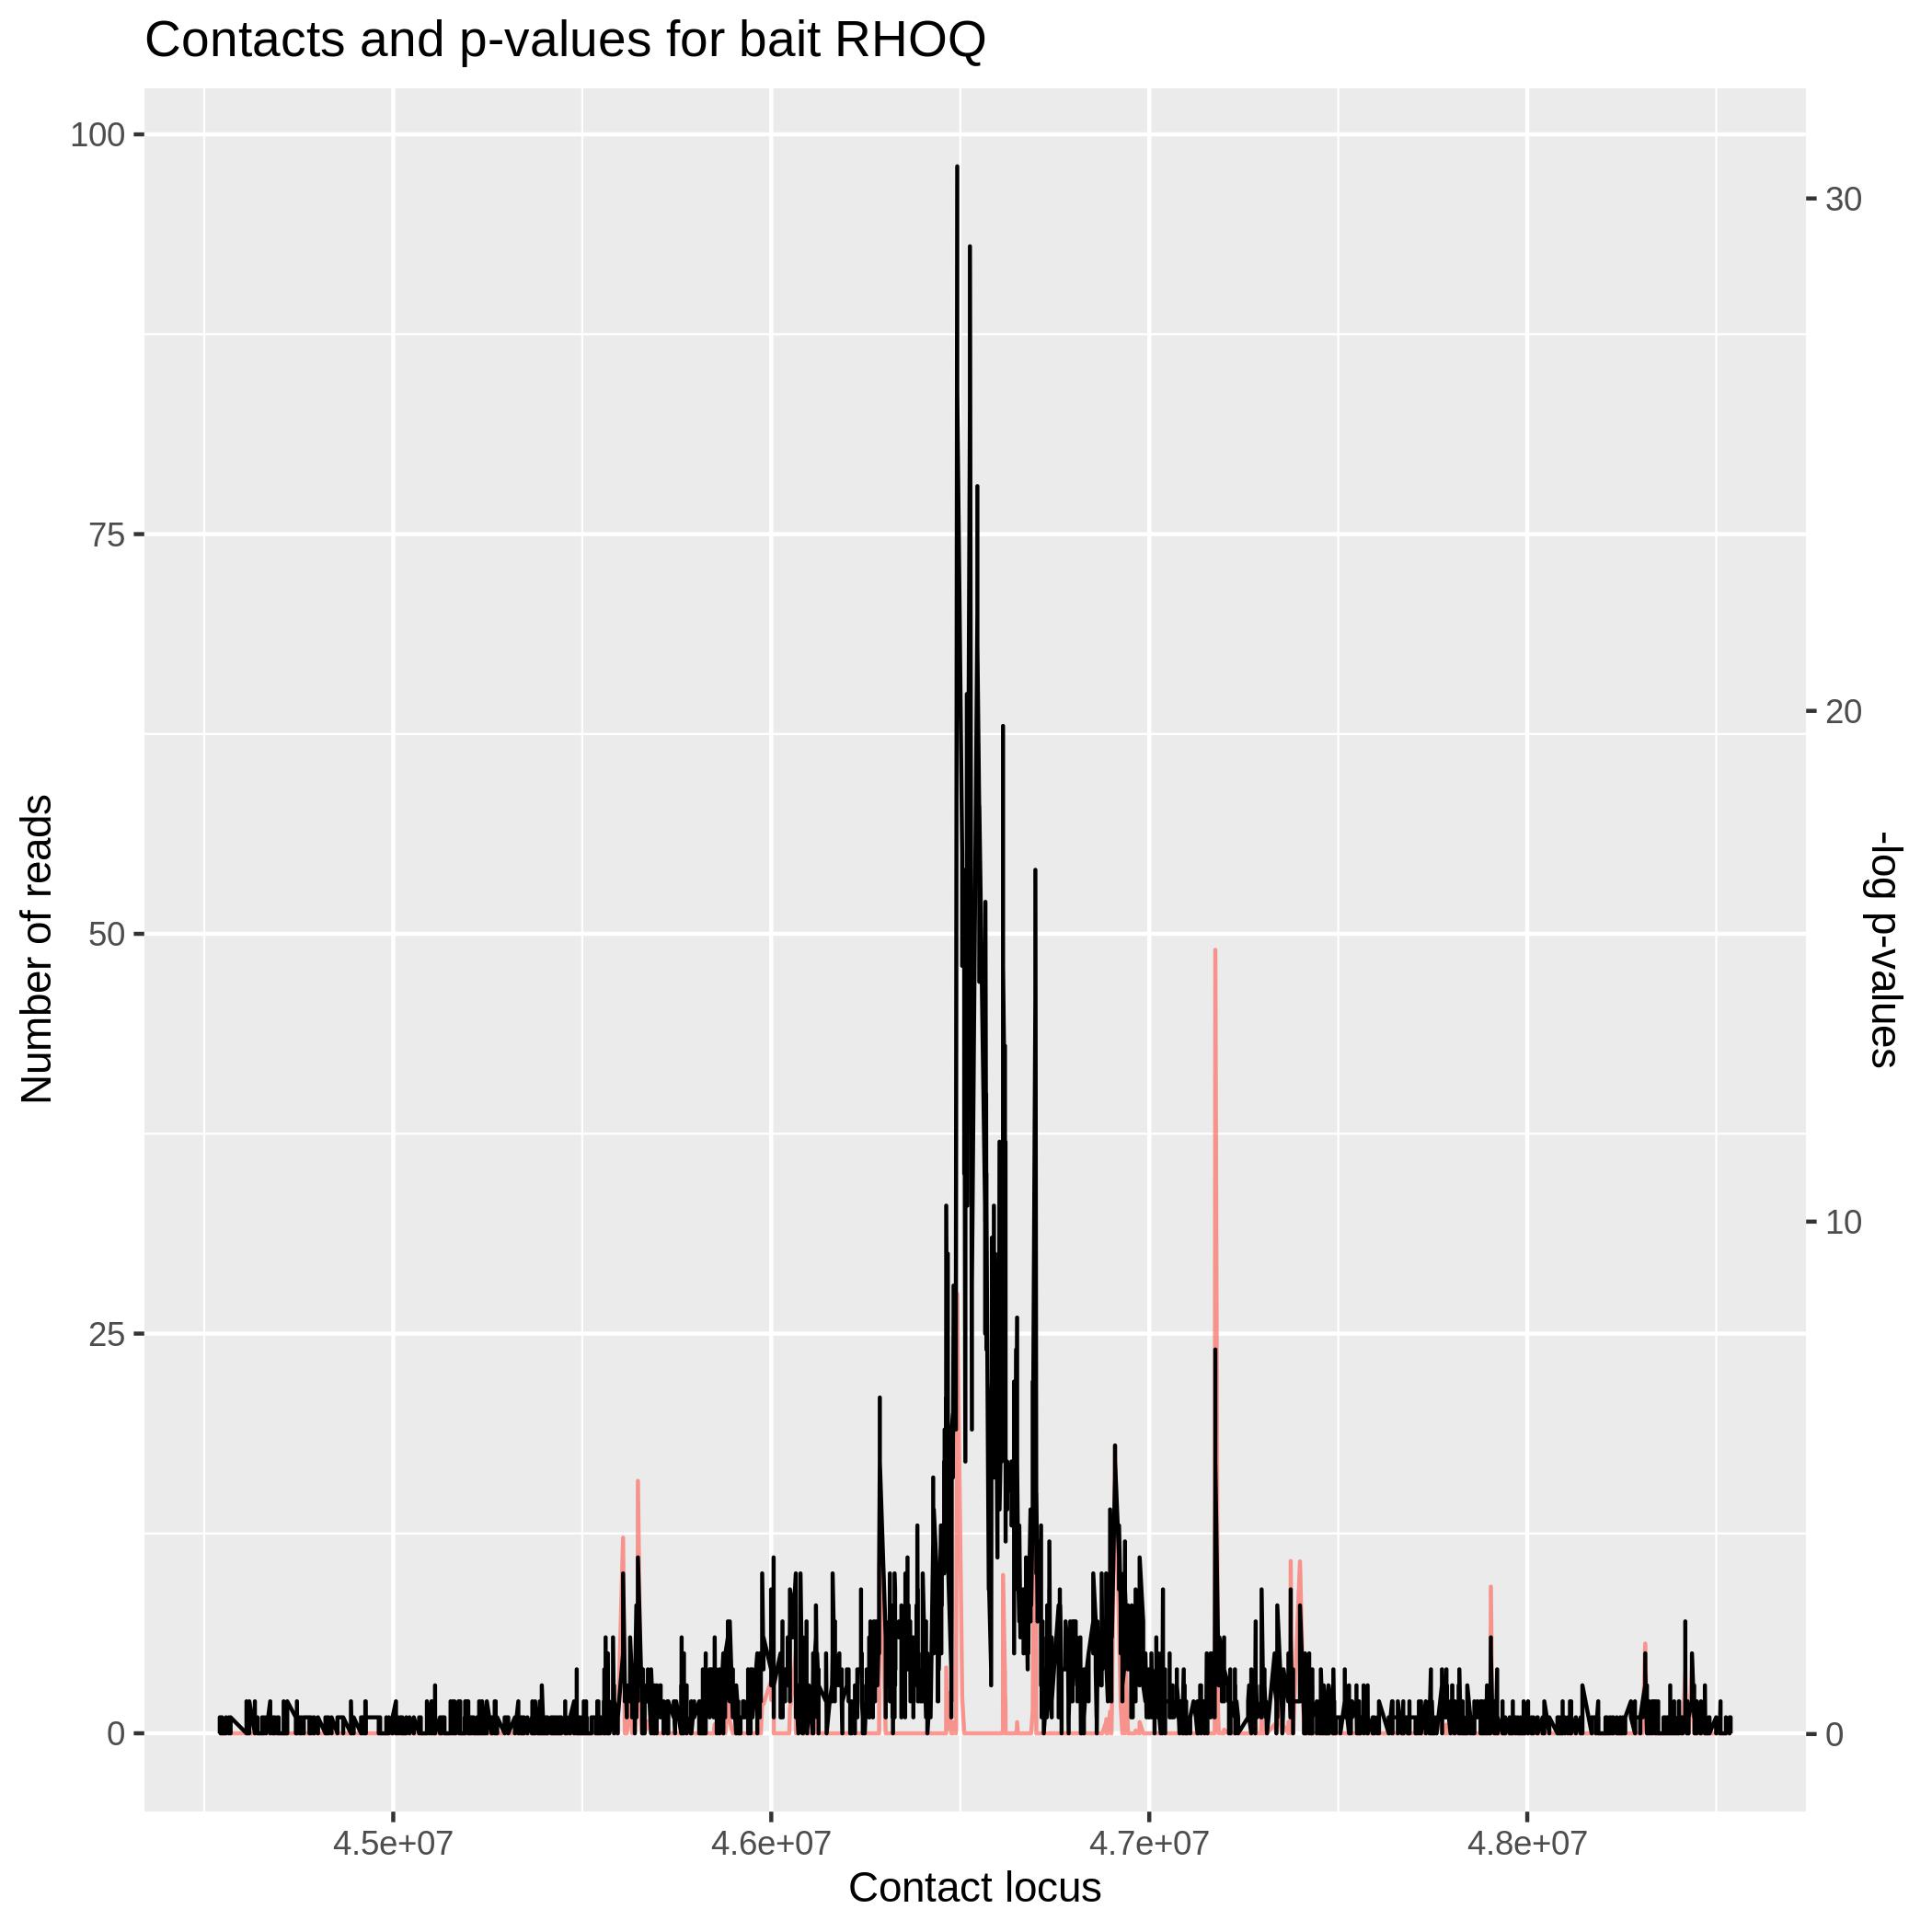 Contacts and p-values for bait RHOQ
Number of reads
100
75
50
25
0
30
20
10
0
-log p-values
4.5e+07
4.6e+07
4.7e+07
4.8e+07
Contact locus